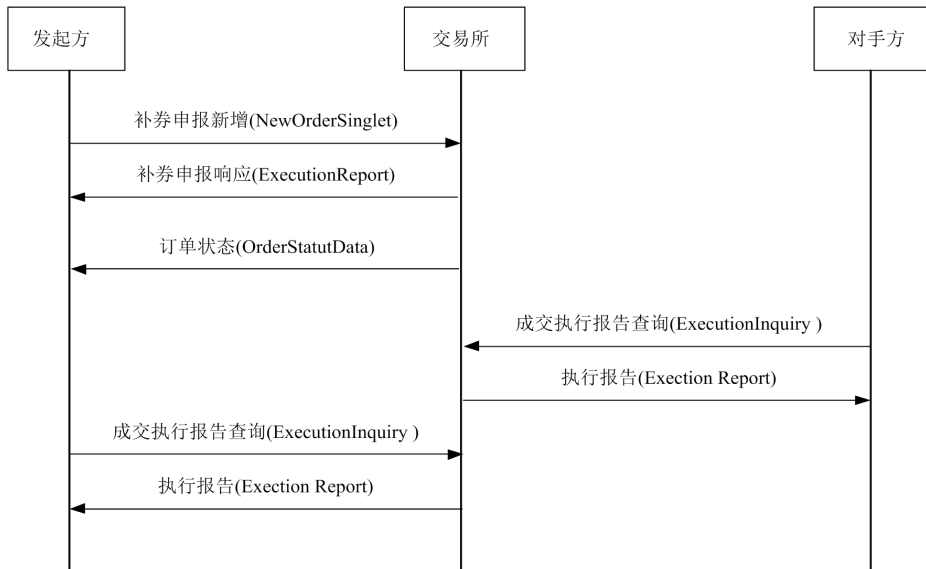 发起方
交易所
对手方
补券申报新增(NewOrderSinglet)
补券申报响应(ExecutionReport)
订单状态(OrderStatutData)
成交执行报告查询(ExecutionInquiry )
执行报告(Exection Report)
成交执行报告查询(ExecutionInquiry )
执行报告(Exection Report)